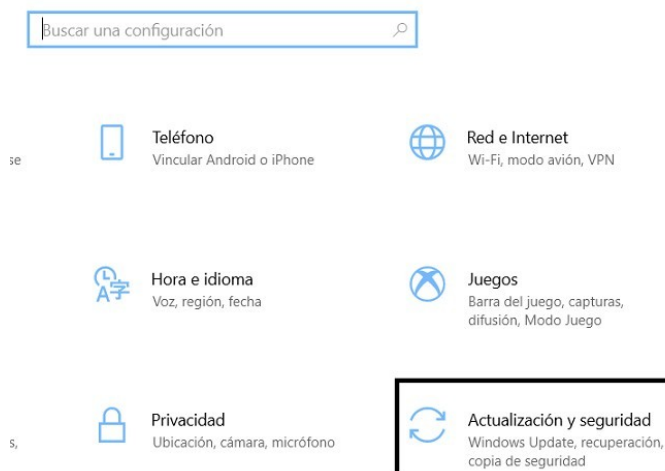 Buscar una configuración
Teléfono
Vincular Android o iPhone
Red e Internet
Wi-Fi, modo avión, VPN
se
Hora e idioma
Voz, región, fecha
Juegos
Barra del juego, capturas,
difusión, Modo Juego
Privacidad
Ubicación, cámara, micrófono
Actualización y seguridad
Windows Update, recuperación,
copia de seguridad
s,